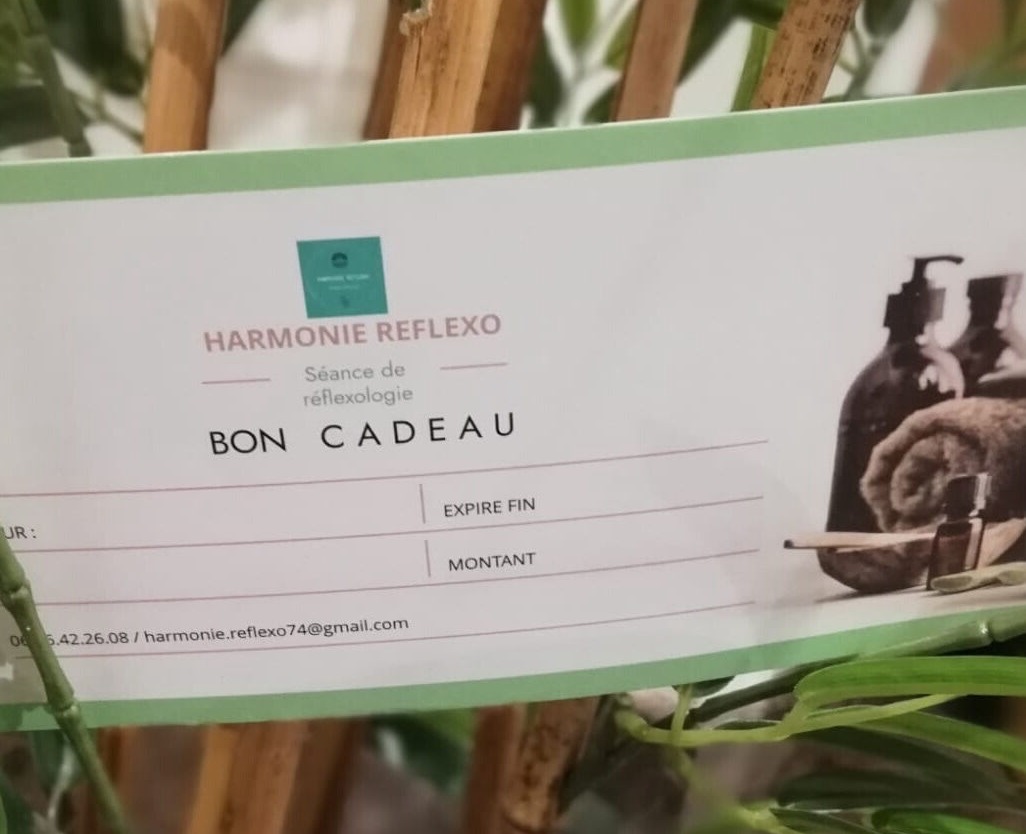 HARMONIE REFLEXO
Séance de
réflexologie
BON CADEAU
EXPIRE FIN
UR :
MONTANT
.42.26.08 / harmonie.reflexo74@gmail.com